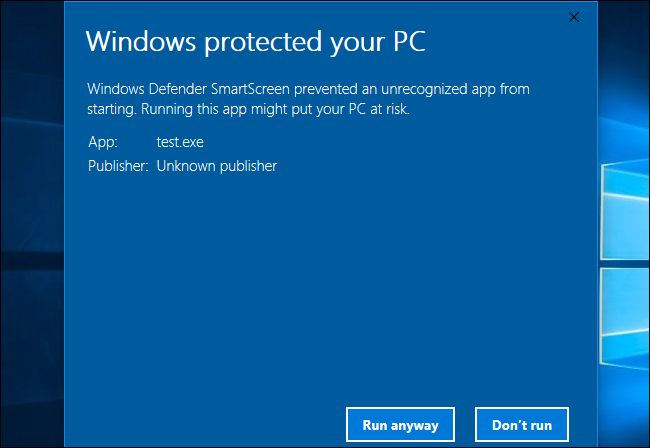 Windows protected your PC
Windows Defender SmartScreen prevented an unrecognized app from
starting. Running this app might put your PC at risk.
App: test.exe
Publisher: Unknown publisher
Run anyway Don't run